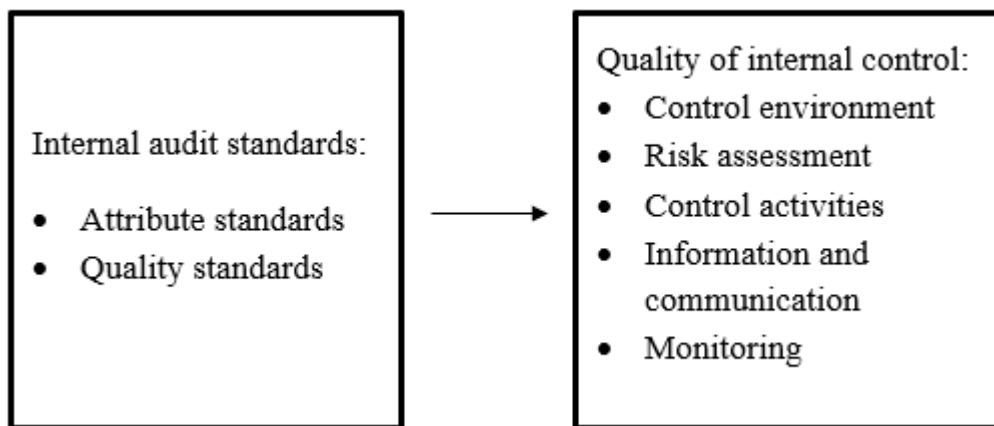 Internal audit standards:
• Attribute standards
• Quality standards
Quality of internal control:
• Control environment
• Risk assessment
• Control activities
• Information and
communication
• Monitoring